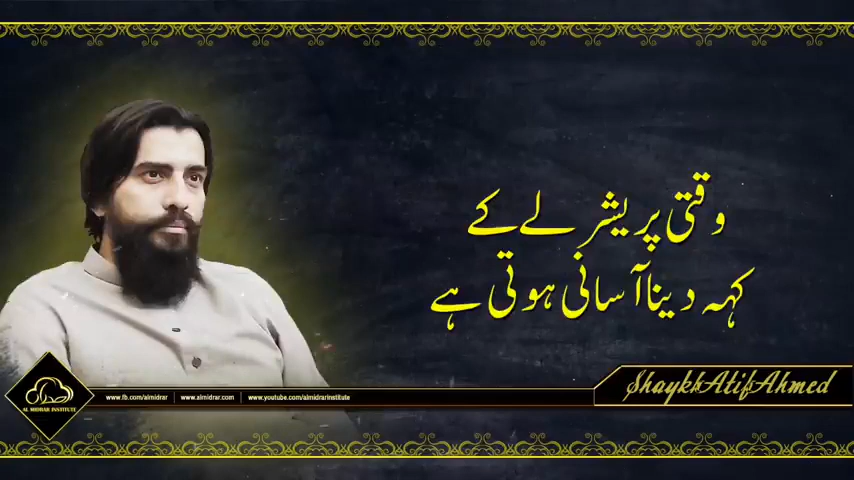 وقتی پریشر لے کے
کہہ دینا آسانی ہوتی ہے
ShaykhAtifAhmed
www.fb.com/almidrar | www.almidrar.com | www.youtube.com/almidrarinstitute
AL MIDRAR INSTITUTE